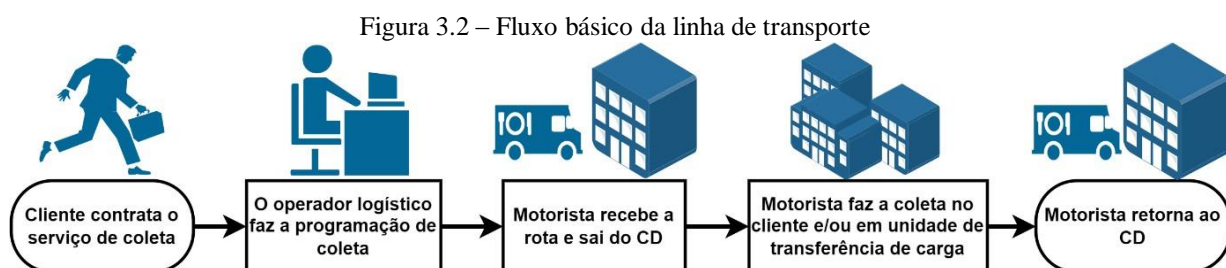 Figura 3.2 – Fluxo básico da linha de transporte
Cliente contrata o
serviço de coleta
O operador logístico
faz a programação de
coleta
Motorista recebe a
rota e sai do CD
Motorista faz a coleta no
cliente e/ou em unidade de
transferência de carga
Motorista retorna ao
CD